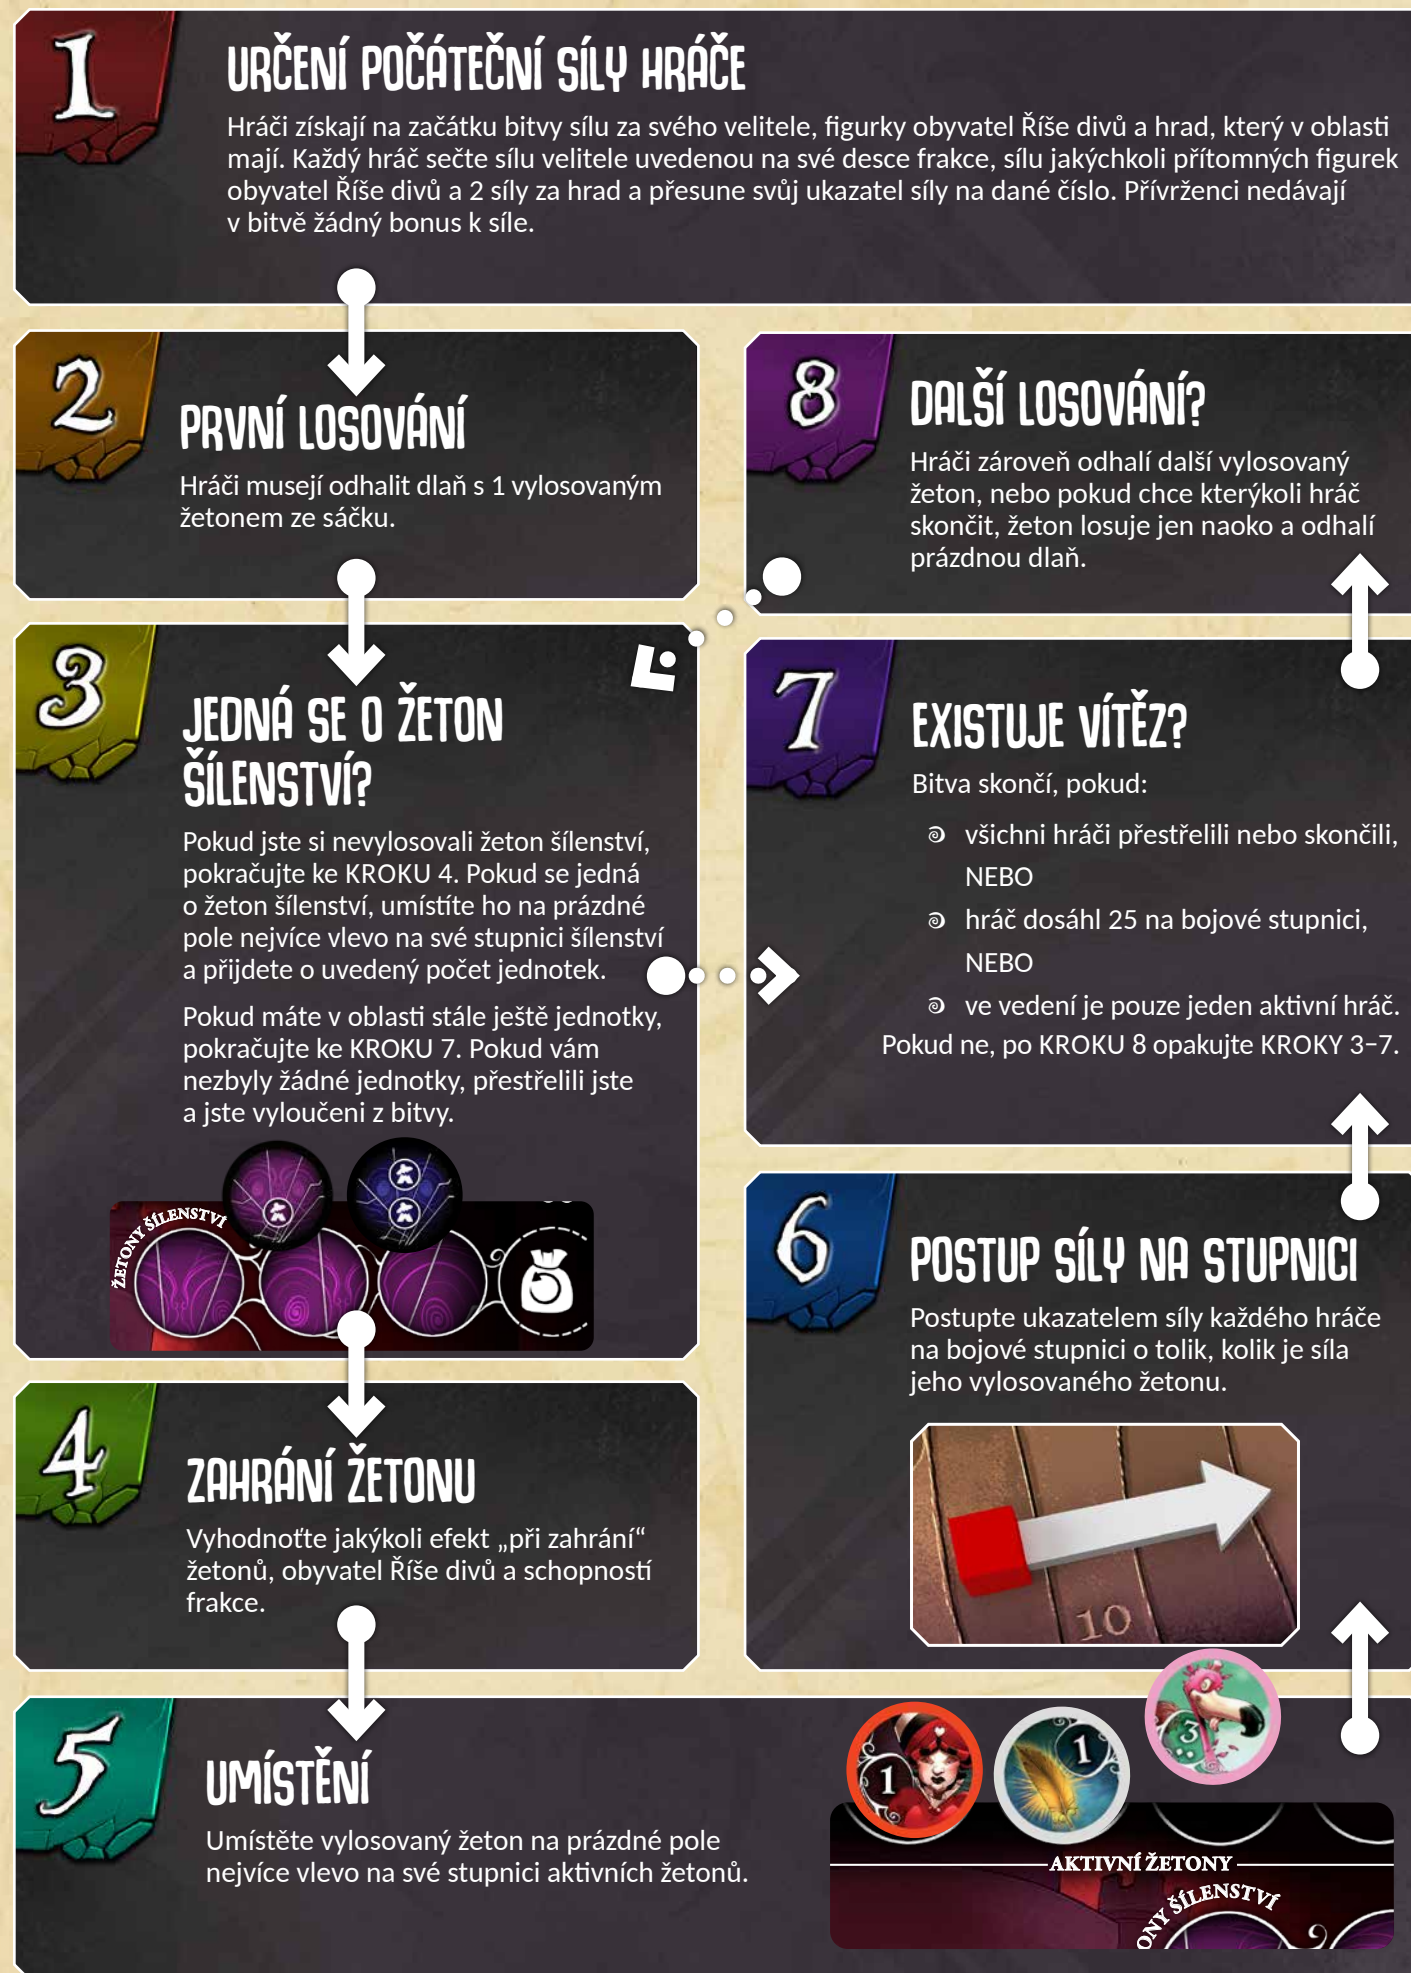 1
URČENÍ POČÁTEČNÍ SÍLY HRÁČE
Hráči získají na začátku bitvy sílu za svého velitele, figurky obyvatel Říše divů a hrad, který v oblasti
mají. Každý hráč sečte sílu velitele uvedenou na své desce frakce, sílu jakýchkoli přítomných figurek
obyvatel Říše divů a 2 síly za hrad a přesune svůj ukazatel síly na dané číslo. Přívrženci nedávají
v bitvě žádný bonus k síle.
2
PRVNÍ LOSOVÁNÍ
Hráči musejí odhalit dlaň s 1 vylosovaným
žetonem ze sáčku.
3
JEDNÁ SE O ŽETON
ŠÍLENSTVÍ?
Pokud jste si nevylosovali žeton šílenství,
pokračujte ke KROKU 4. Pokud se jedná
o žeton šílenství, umístíte ho na prázdné
pole nejvíce vlevo na své stupnici šílenství
a přijdete o uvedený počet jednotek.
Pokud máte v oblasti stále ještě jednotky,
pokračujte ke KROKU 7. Pokud vám
nezbyly žádné jednotky, přestřelili jste
a jste vyloučeni z bitvy.
ŽETONY ŠÍLENSTVÍ
4
ZAHRÁNÍ ŽETONU
Vyhodnoťte jakýkoli efekt „při zahrání“
žetonů, obyvatel Říše divů a schopností
frakce.
5
UMÍSTĚNÍ
Umístěte vylosovaný žeton na prázdné pole
nejvíce vlevo na své stupnici aktivních žetonů.
1
1
3
AKTIVNÍ ŽETONY
ONY ŠÍLENSTVÍ
6
POSTUP SÍLY NA STUPNICI
Postupte ukazatelem síly každého hráče
na bojové stupnici o tolik, kolik je síla
jeho vylosovaného žetonu.
10
7
EXISTUJE VÍTĚZ?
Bitva skončí, pokud:
všichni hráči přestřelili nebo skončili,
NEBO
hráč dosáhl 25 na bojové stupnici,
NEBO
ve vedení je pouze jeden aktivní hráč.
Pokud ne, po KROKU 8 opakujte KROKY 3–7.
8
DALŠÍ LOSOVÁNÍ?
Hráči zároveň odhalí další vylosovaný
žeton, nebo pokud chce kterýkoli hráč
skončit, žeton losuje jen naoko a odhalí
prázdnou dlaň.